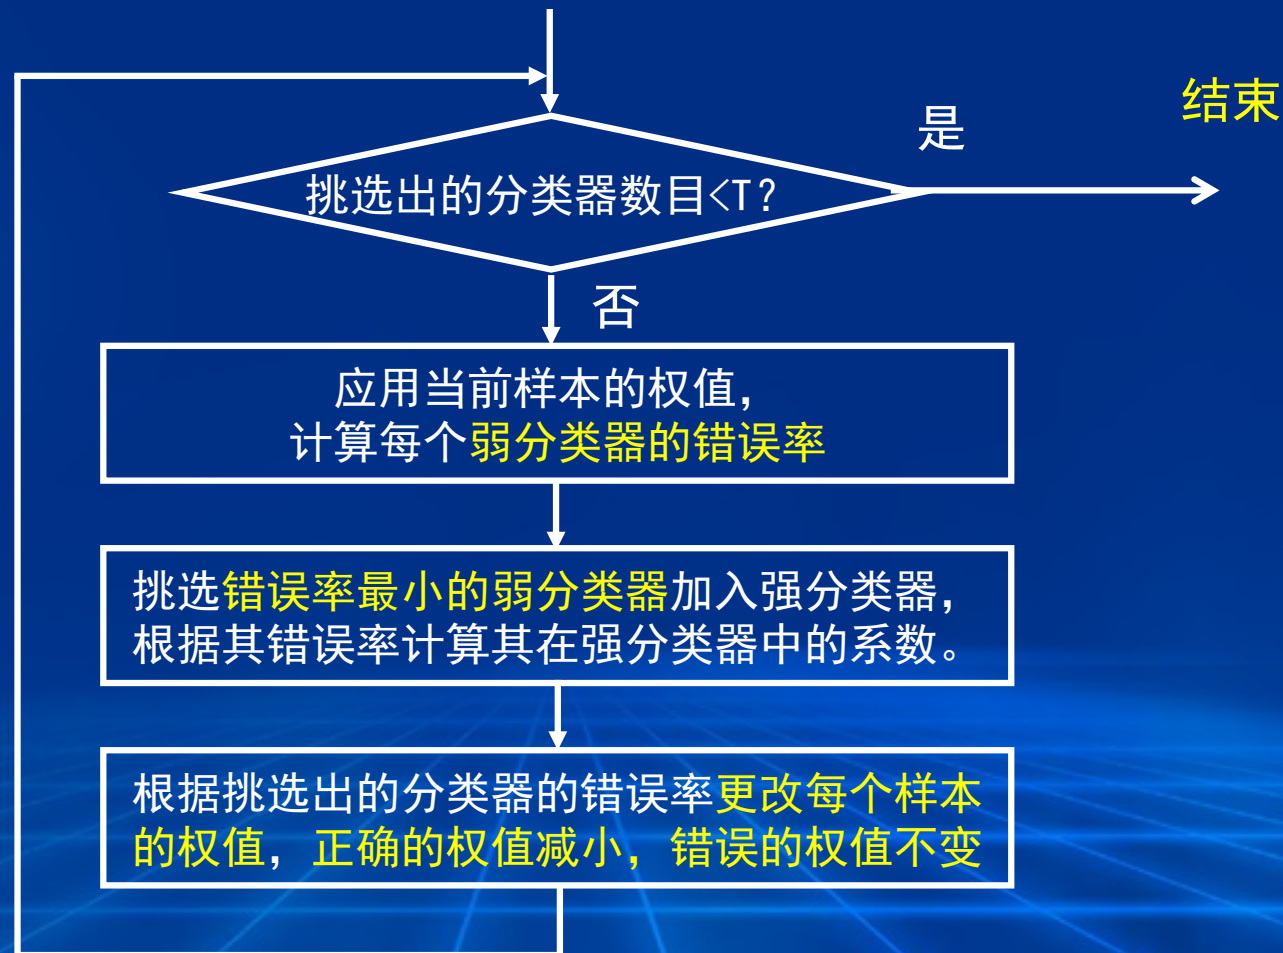 结束
是
挑选出的分类器数目<T?
否
应用当前样本的权值，
计算每个弱分类器的错误率
挑选错误率最小的弱分类器加入强分类器，
根据其错误率计算其在强分类器中的系数。
根据挑选出的分类器的错误率更改每个样本
的权值，正确的权值减小，错误的权值不变